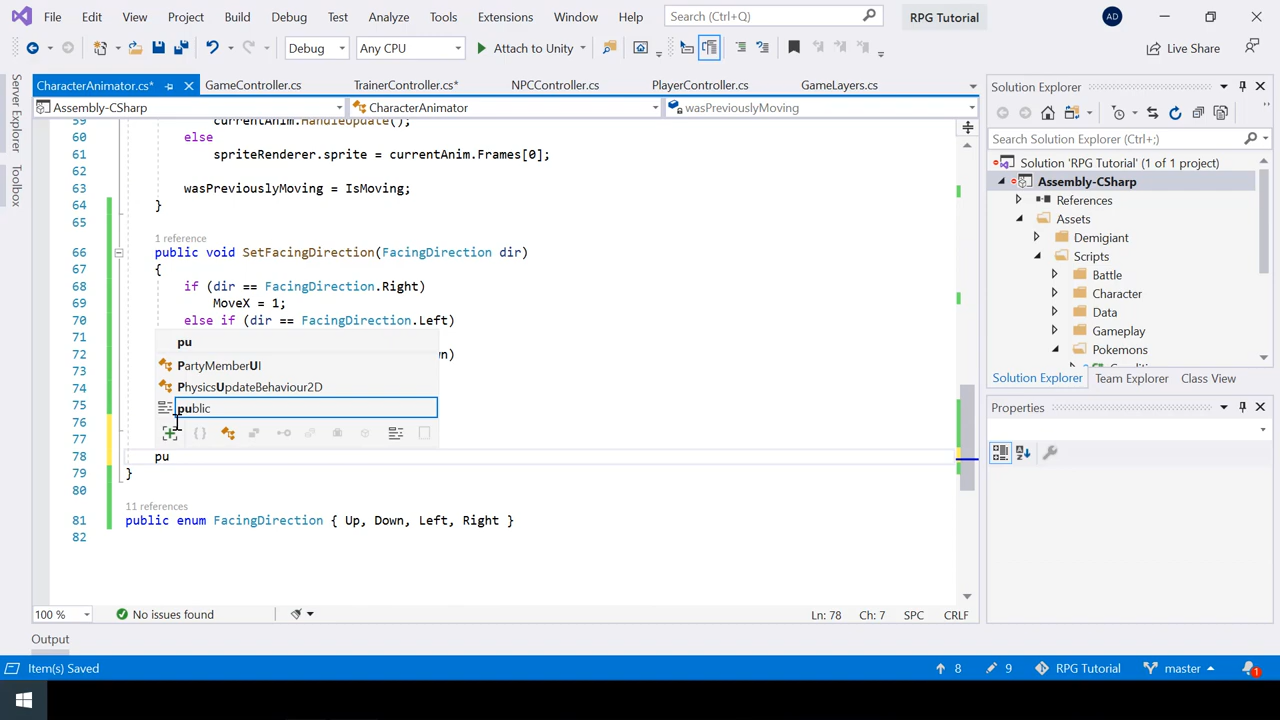 File Edit View Project Build Debug Test Analyze Tools Extensions Window Help Search (Ctrl+Q) RPG Tutorial AD
Debug Any CPU Attach to Unity Live Share
Server Explorer
Toolbox
CharacterAnimator.cs* GameController.cs TrainerController.cs* NPCController.cs PlayerController.cs GameLayers.cs
Assembly-CSharp CharacterAnimator wasPreviouslyMoving
59 currentAnim.HandleUpdate();
60 else
61 spriteRenderer.sprite = currentAnim.Frames[0];
62
63 wasPreviouslyMoving = IsMoving;
64 }
65
1 reference
66 public void SetFacingDirection(FacingDirection dir)
67 {
68 if (dir == FacingDirection.Right)
69 MoveX = 1;
70 else if (dir == FacingDirection.Left)
71
72 n)
73
74
75
76
77
78 pu
79 }
80
11 references
81 public enum FacingDirection { Up, Down, Left, Right }
82
pu
PartyMemberUI
PhysicsUpdateBehaviour2D
public
100 % No issues found Ln: 78 Ch: 7 SPC CRLF
Output
Item(s) Saved 8 9 RPG Tutorial master 1
Solution Explorer
Search Solution Explorer (Ctrl+;)
Solution 'RPG Tutorial' (1 of 1 project)
Assembly-CSharp
References
Assets
Demigiant
Scripts
Battle
Character
Data
Gameplay
Pokemons
Solution Explorer Team Explorer Class View
Properties